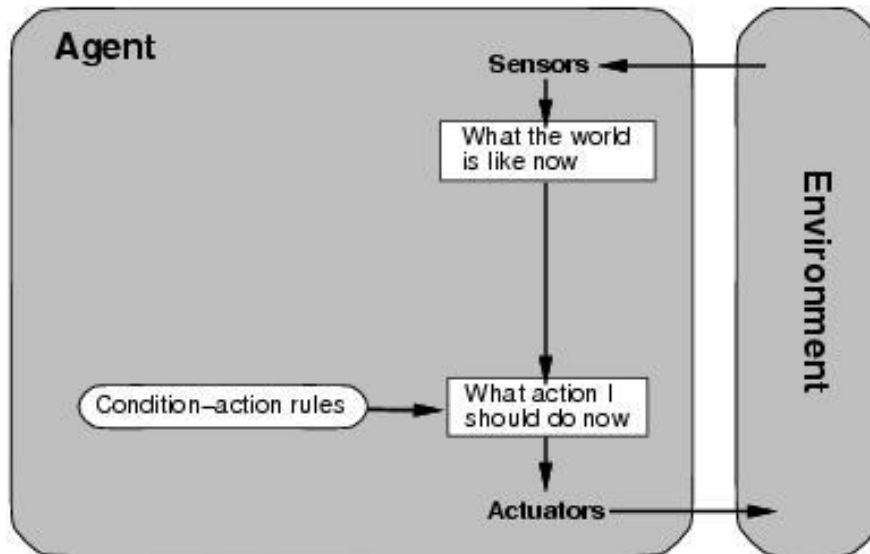 Agent
Sensors
What the world
is like now
Environment
Condition–action rules
What action I
should do now
Actuators